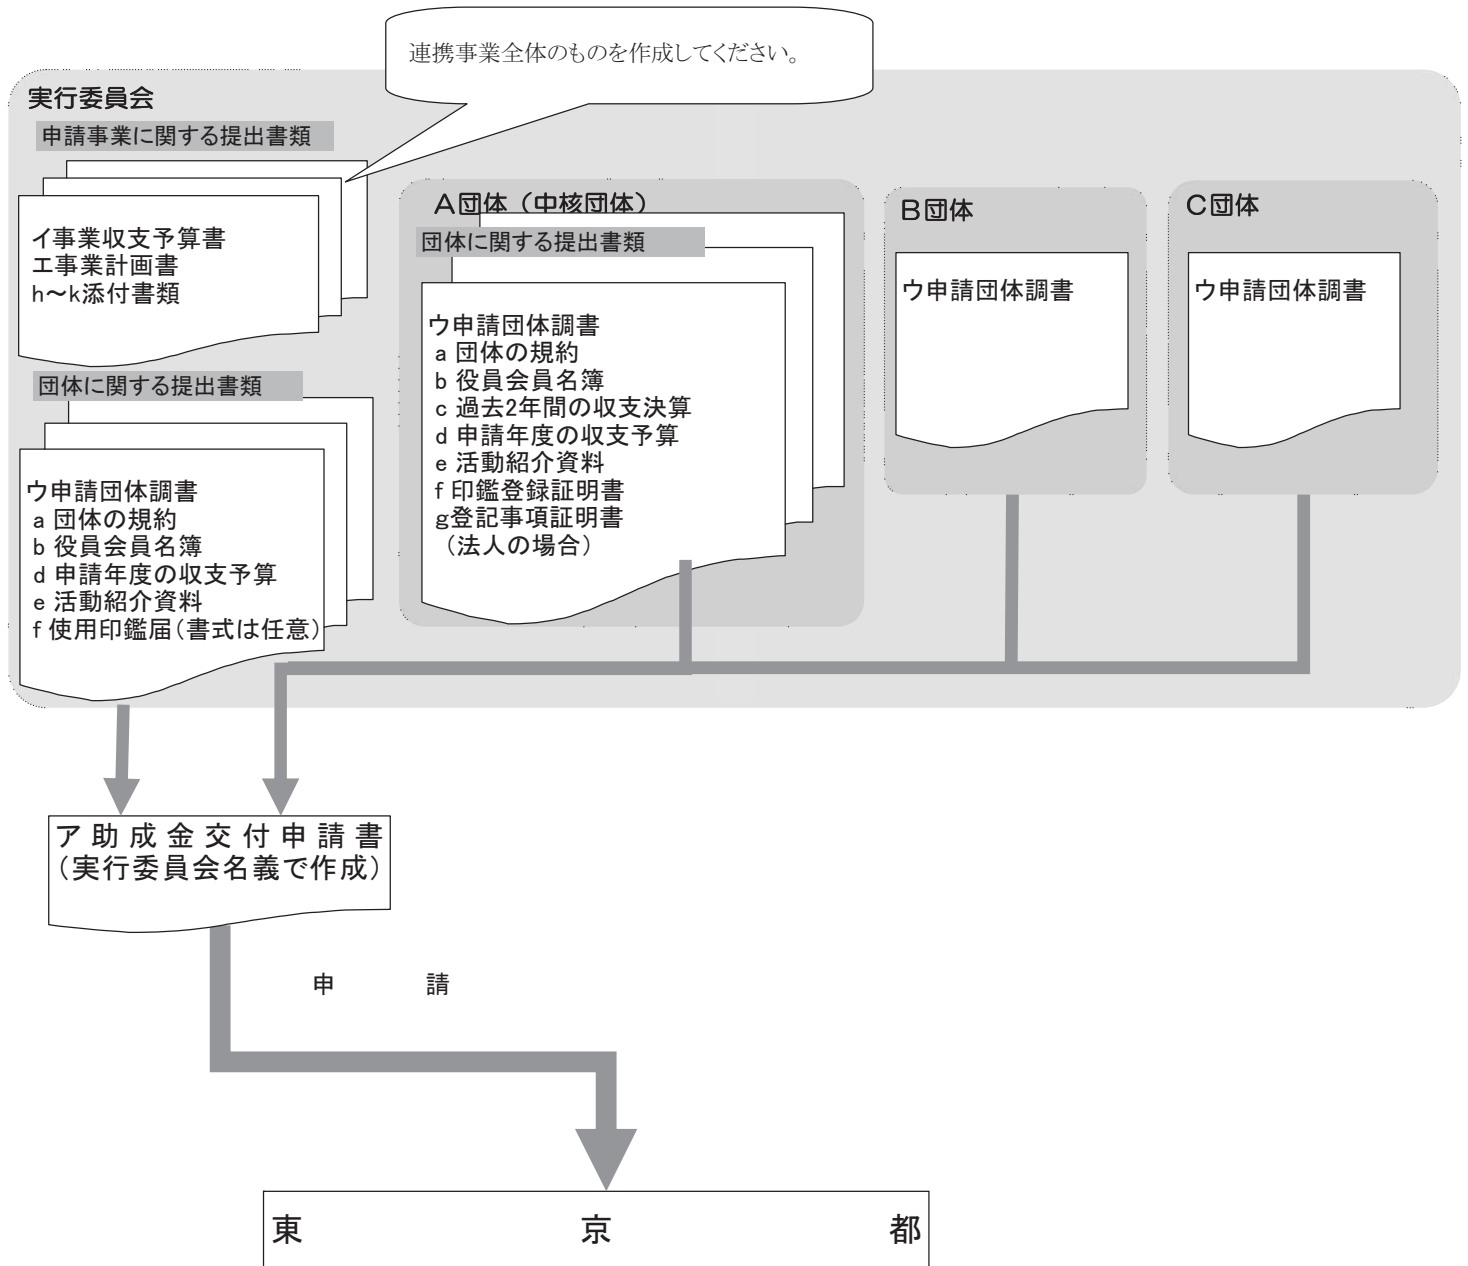 連携事業全体のものを作成してください。
実行委員会
申請事業に関する提出書類
イ事業収支予算書
エ事業計画書
h～k添付書類
団体に関する提出書類
ウ申請団体調書
a 団体の規約
b 役員会員名簿
d 申請年度の収支予算
e 活動紹介資料
f 使用印鑑届（書式は任意）
A団体（中核団体）
団体に関する提出書類
ウ申請団体調書
a 団体の規約
b 役員会員名簿
c 過去2年間の収支決算
d 申請年度の収支予算
e 活動紹介資料
f 印鑑登録証明書
g登記事項証明書
（法人の場合）
B団体
ウ申請団体調書
C団体
ウ申請団体調書
ア助成金交付申請書
（実行委員会名義で作成）
申　請
東　京　都